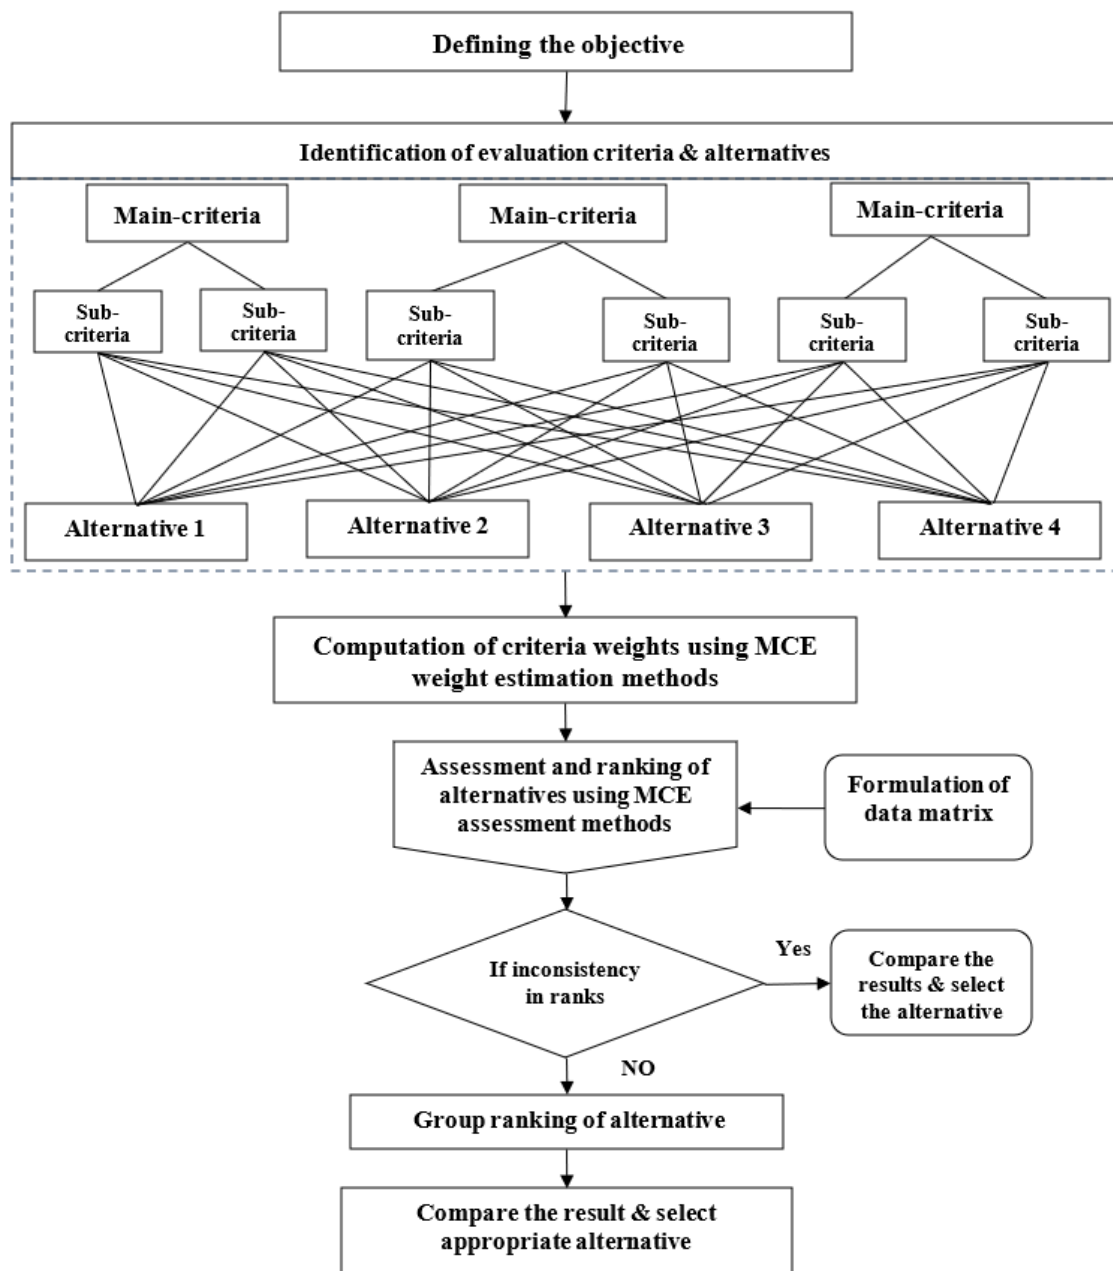 Defining the objective
Identification of evaluation criteria & alternatives
Main-criteria
Main-criteria
Main-criteria
Sub-
criteria
Sub-
criteria
Sub-
criteria
Sub-
criteria
Sub-
criteria
Sub-
criteria
Alternative 1
Alternative 2
Alternative 3
Alternative 4
Computation of criteria weights using MCE
weight estimation methods
Assessment and ranking of
alternatives using MCE
assessment methods
Formulation of
data matrix
If inconsistency
in ranks
Yes
Compare the
results & select
the alternative
NO
Group ranking of alternative
Compare the result & select
appropriate alternative